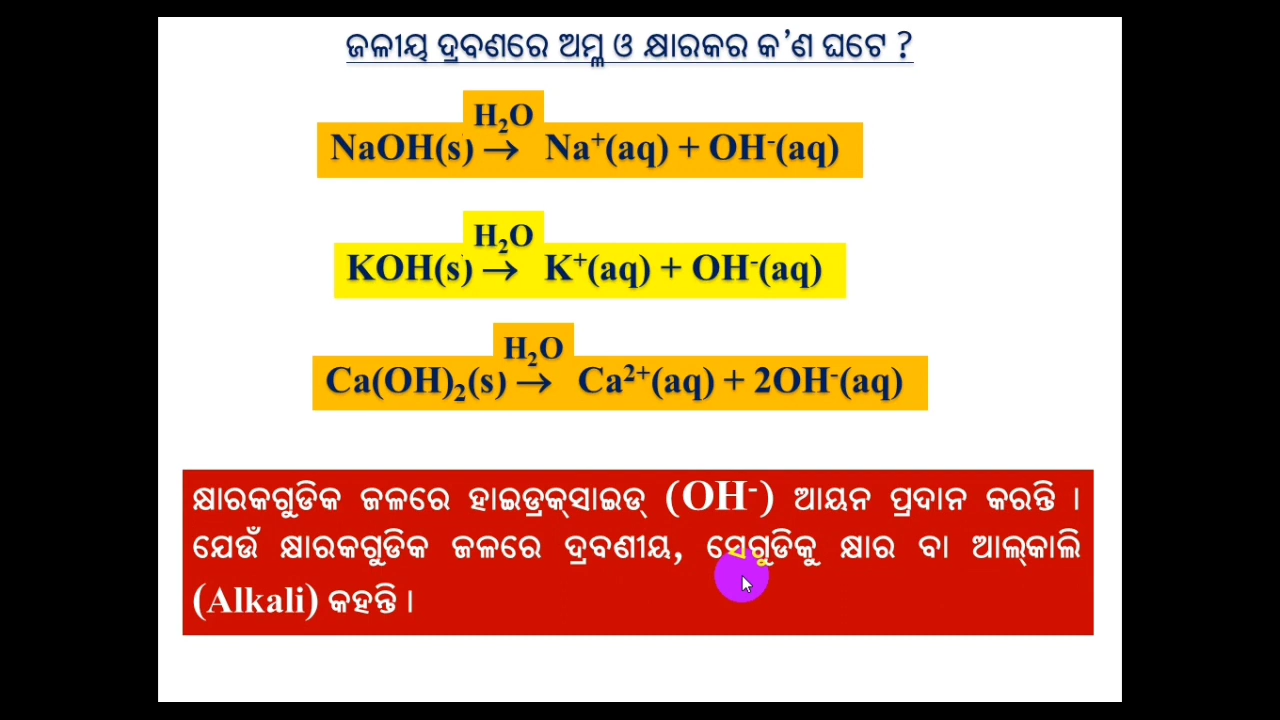 ଜଳୀୟ ଦ୍ରବଣରେ ଅମ୍ଳ ଓ କ୍ଷାରକର କ'ଣ ଘଟେ ?
H₂O
NaOH(s) → Na⁺(aq) + OH⁻(aq)
H₂O
KOH(s) → K⁺(aq) + OH⁻(aq)
H₂O
Ca(OH)₂(s) → Ca²⁺(aq) + 2OH⁻(aq)
କ୍ଷାରକଗୁଡିକ ଜଳରେ ହାଇଡ୍ରକ୍‌ସାଇଡ୍ (OH⁻) ଆୟନ ପ୍ରଦାନ କରନ୍ତି ।
ଯେଉଁ କ୍ଷାରକଗୁଡିକ ଜଳରେ ଦ୍ରବଣୀୟ, ସେଗୁଡିକୁ କ୍ଷାର ବା ଆଲ୍‌କାଲି
(Alkali) କହନ୍ତି ।